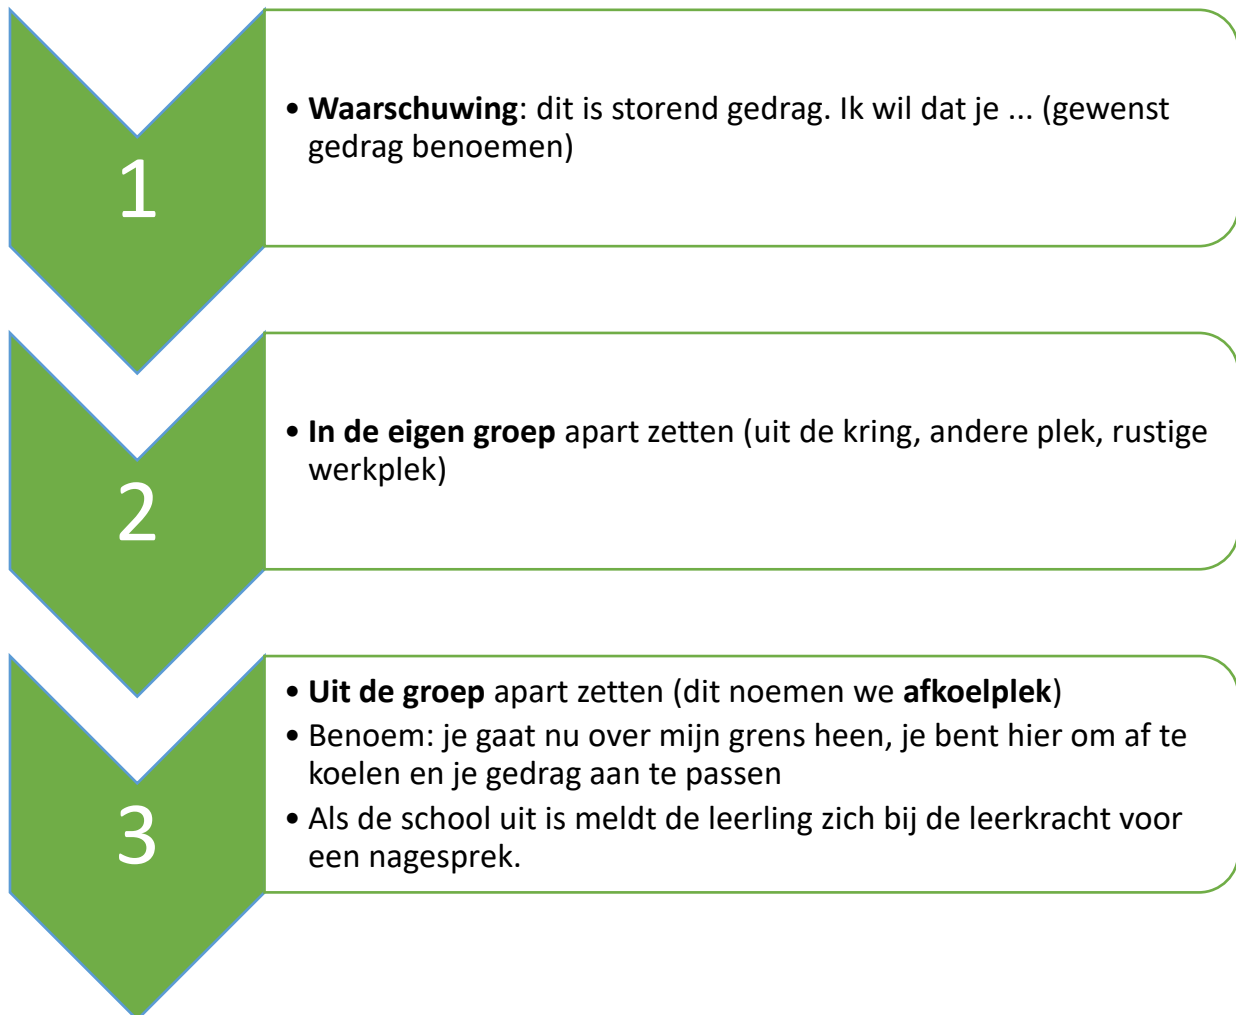 1
• Waarschuwing: dit is storend gedrag. Ik wil dat je ... (gewenst
gedrag benoemen)
2
• In de eigen groep apart zetten (uit de kring, andere plek, rustige
werkplek)
3
• Uit de groep apart zetten (dit noemen we afkoelplek)
• Benoem: je gaat nu over mijn grens heen, je bent hier om af te
koelen en je gedrag aan te passen
• Als de school uit is meldt de leerling zich bij de leerkracht voor
een nagesprek.